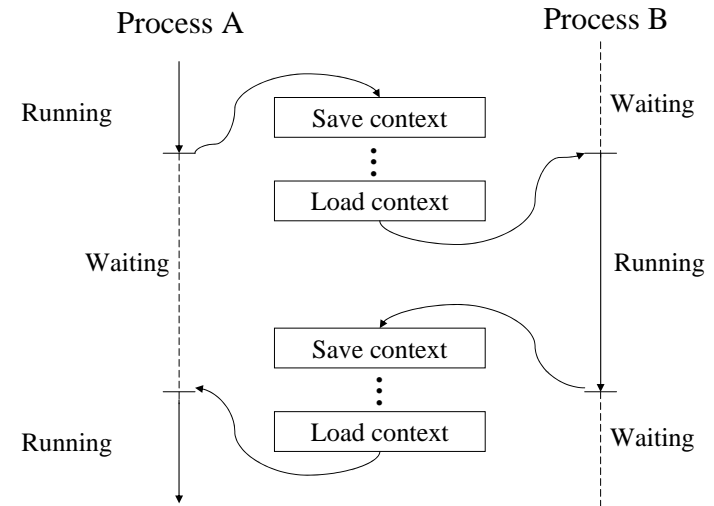 Process A
Process B
Running
Save context
Waiting
Load context
Waiting
Running
Save context
Running
Load context
Waiting